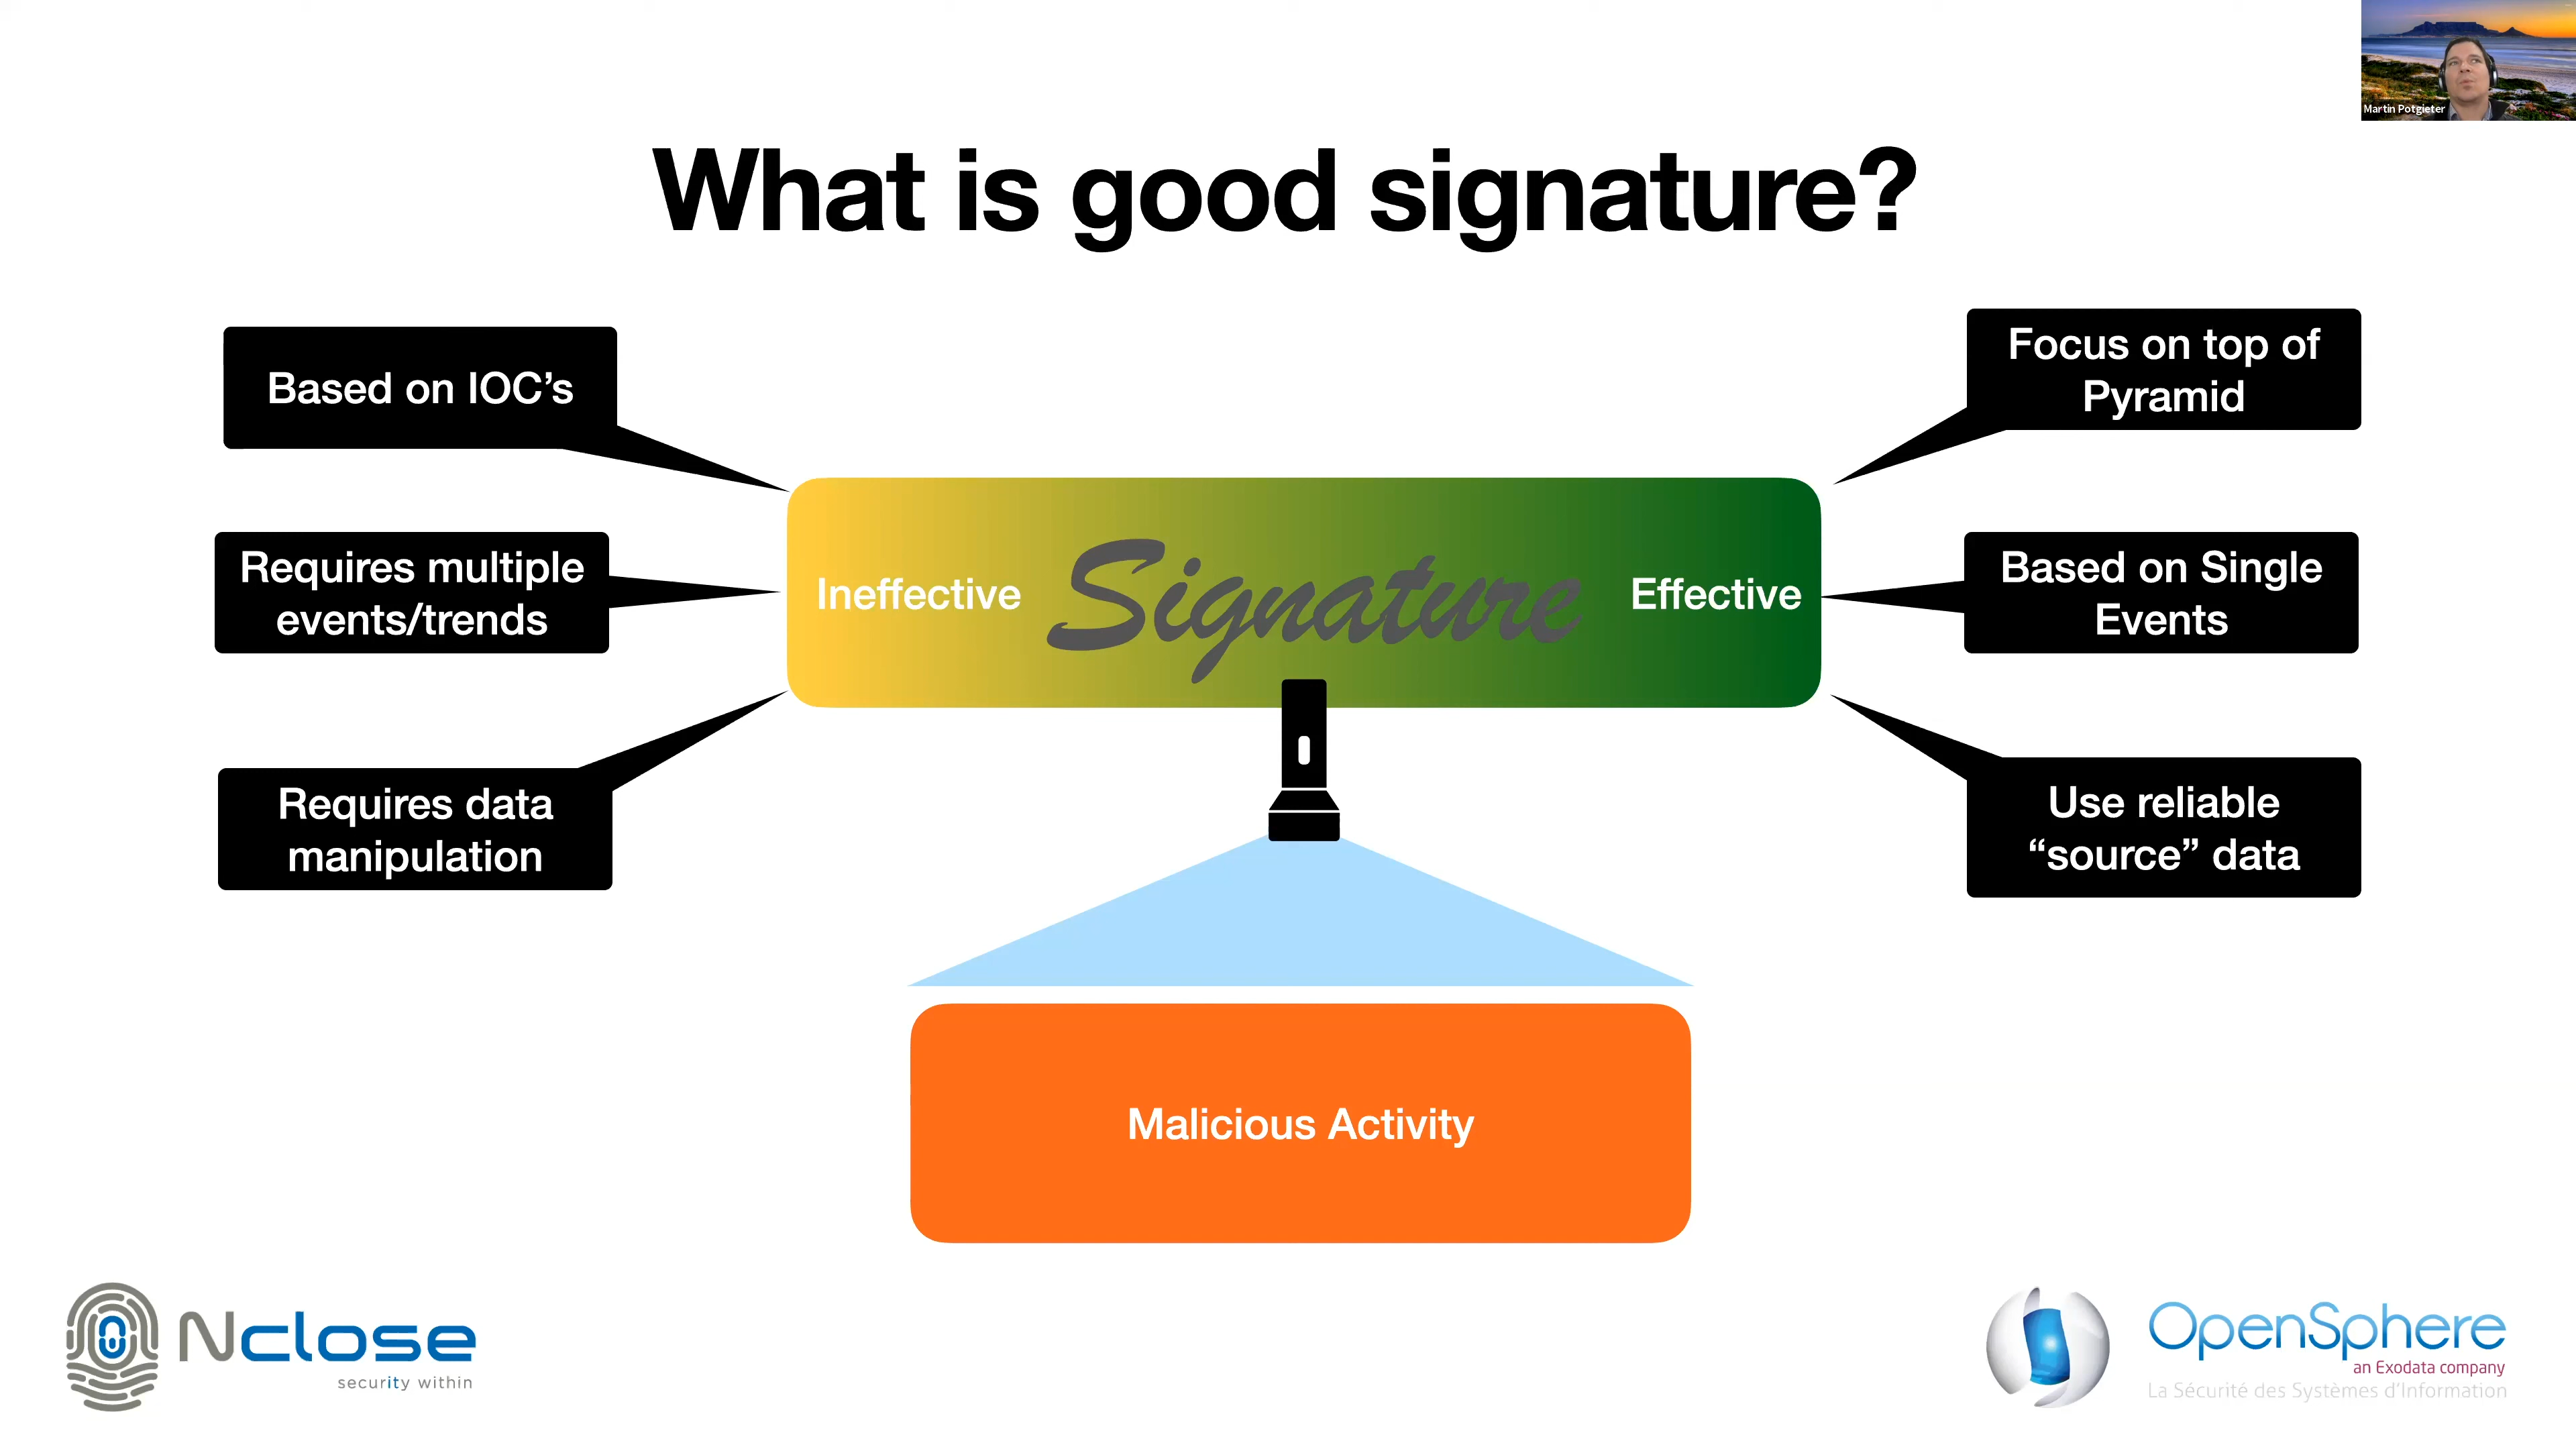 Martin Potgieter
What is good signature?
Based on IOC’s
Focus on top of
Pyramid
Requires multiple
events/trends
Ineffective
Signature
Effective
Based on Single
Events
Requires data
manipulation
Use reliable
“source” data
Malicious Activity
Nclose
security within
OpenSphere
an Exodata company
La Sécurité des Systèmes d’Information